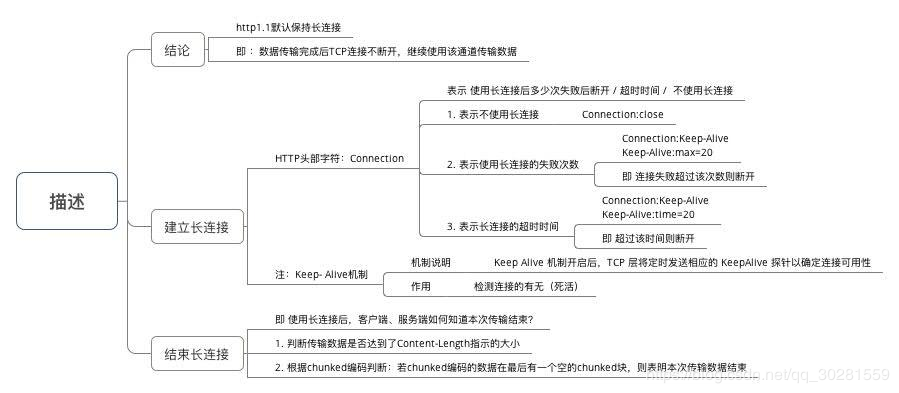 描述
结论
http1.1默认保持长连接
即 ：数据传输完成后TCP连接不断开，继续使用该通道传输数据
建立长连接
HTTP头部字符：Connection
表示 使用长连接后多少次失败后断开 / 超时时间 / 不使用长连接
1. 表示不使用长连接 Connection:close
2. 表示使用长连接的失败次数
Connection:Keep-Alive
Keep-Alive:max=20
即 连接失败超过该次数则断开
3. 表示长连接的超时时间
Connection:Keep-Alive
Keep-Alive:time=20
即 超过该时间则断开
注：Keep- Alive机制
机制说明 Keep Alive 机制开启后，TCP 层将定时发送相应的 KeepAlive 探针以确定连接可用性
作用 检测连接的有无（死活）
结束长连接
即 使用长连接后，客户端、服务端如何知道本次传输结束?
1. 判断传输数据是否达到了Content-Length指示的大小
2. 根据chunked编码判断：若chunked编码的数据在最后有一个空的chunked块，则表明本次传输数据结束
https://blog.csdn.net/qq_30281559